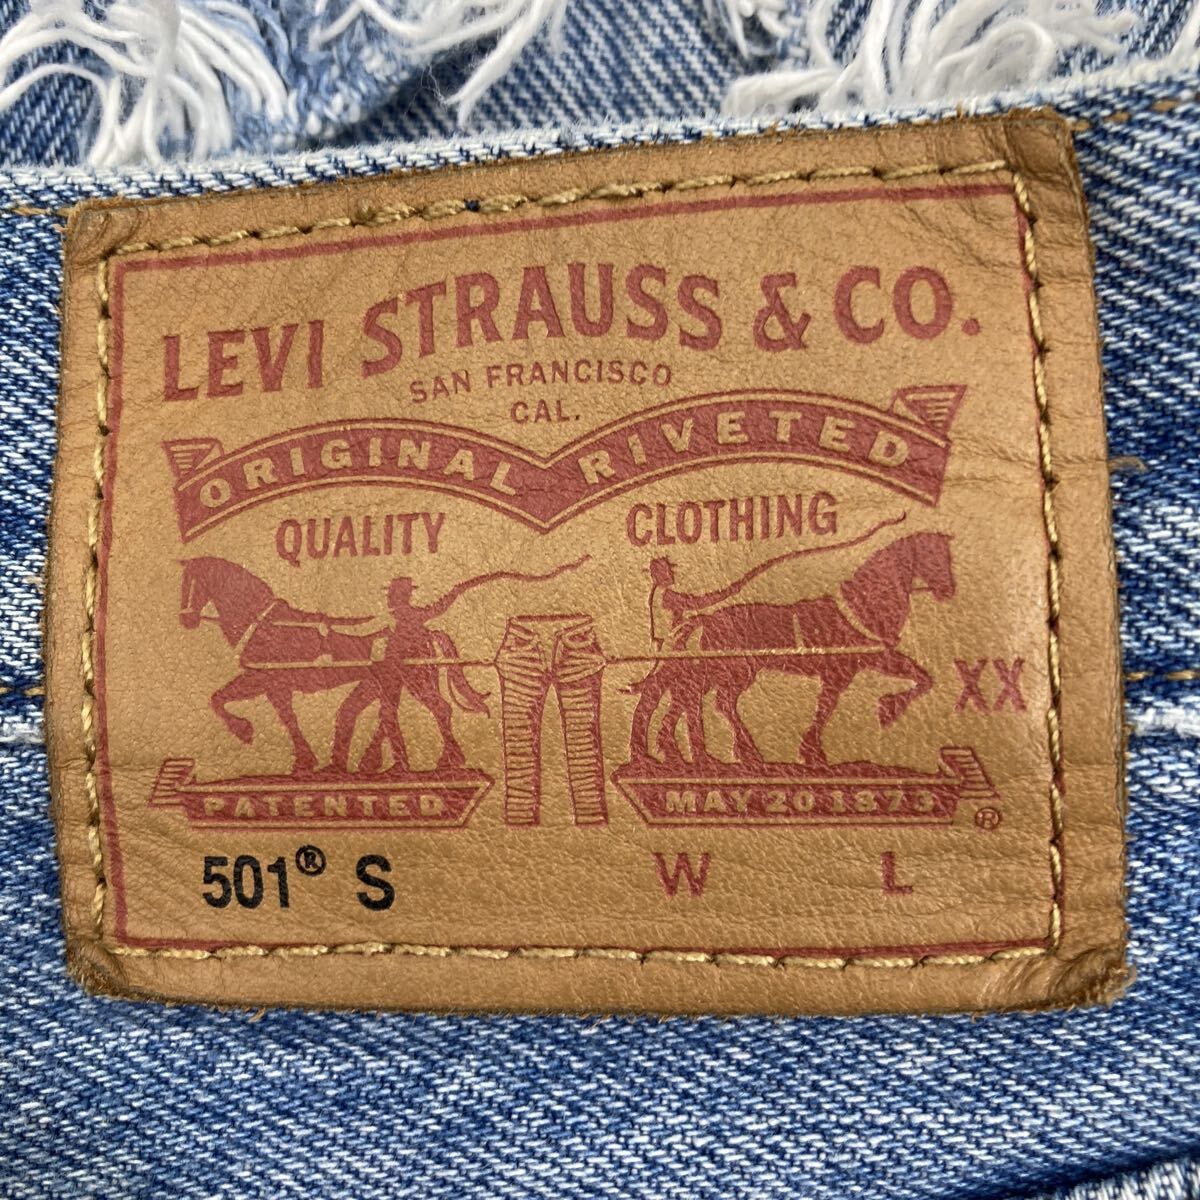 LEVI STRAUSS & CO.
SAN FRANCISCO
CAL.
ORIGINAL RIVETED
QUALITY CLOTHING
XX
PATENTED MAY 20 1873
®
501® S W L